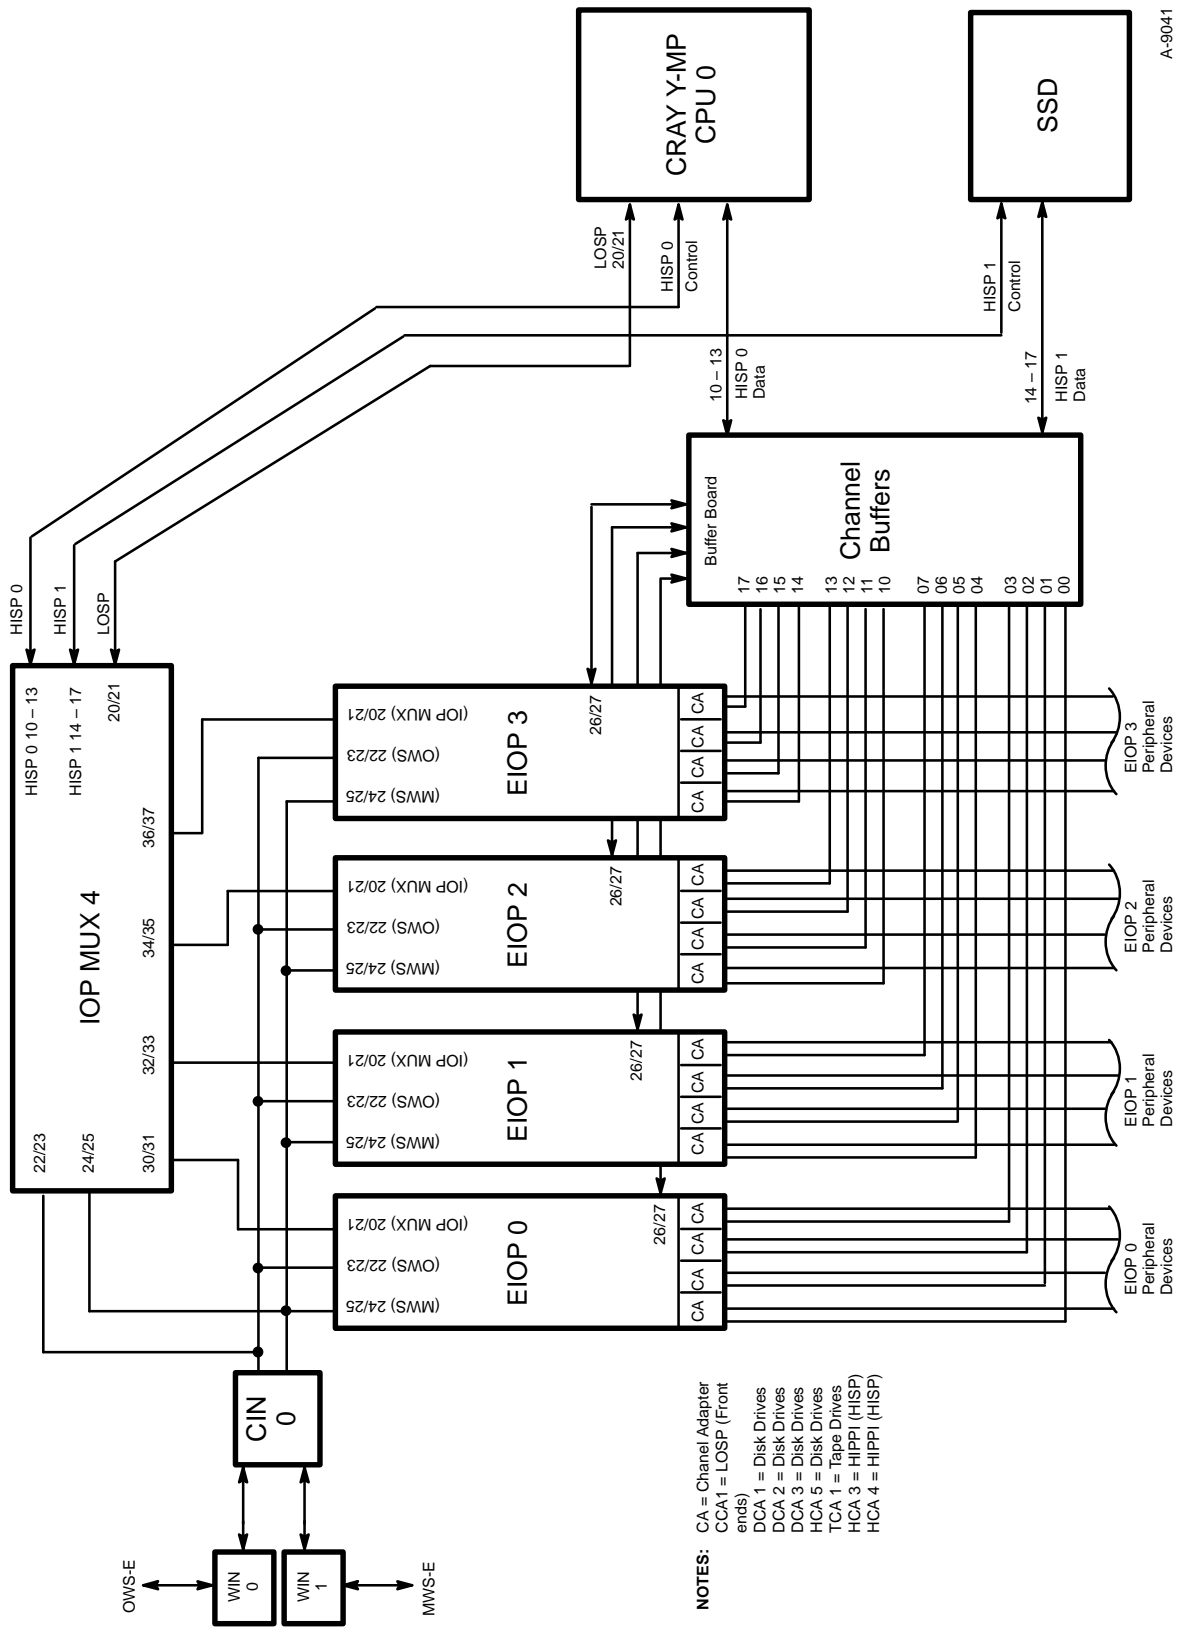 OWS-E
MWS-E
WIN
0
WIN
1
CIN
0
IOP MUX 4
22/23
24/25
30/31
32/33
34/35
36/37
HISP 0 10 – 13
HISP 1 14 – 17
20/21
HISP 0
HISP 1
LOSP
EIOP 0
(MWS) 24/25
(OWS) 22/23
(IOP MUX) 20/21
26/27
CA
CA
CA
CA
EIOP 1
(MWS) 24/25
(OWS) 22/23
(IOP MUX) 20/21
26/27
CA
CA
CA
CA
EIOP 2
(MWS) 24/25
(OWS) 22/23
(IOP MUX) 20/21
26/27
CA
CA
CA
CA
EIOP 3
(MWS) 24/25
(OWS) 22/23
(IOP MUX) 20/21
26/27
CA
CA
CA
CA
Buffer Board
Channel
Buffers
17
16
15
14
13
12
11
10
07
06
05
04
03
02
01
00
LOSP
20/21
HISP 0
Control
10 – 13
HISP 0
Data
HISP 1
Control
14 – 17
HISP 1
Data
CRAY Y-MP
CPU 0
SSD
EIOP 0
Peripheral
Devices
EIOP 1
Peripheral
Devices
EIOP 2
Peripheral
Devices
EIOP 3
Peripheral
Devices
NOTES: CA = Chanel Adapter
CCA1 = LOSP (Front
ends)
DCA 1 = Disk Drives
DCA 2 = Disk Drives
DCA 3 = Disk Drives
HCA 5 = Disk Drives
TCA 1 = Tape Drives
HCA 3 = HIPPI (HISP)
HCA 4 = HIPPI (HISP)
A-9041